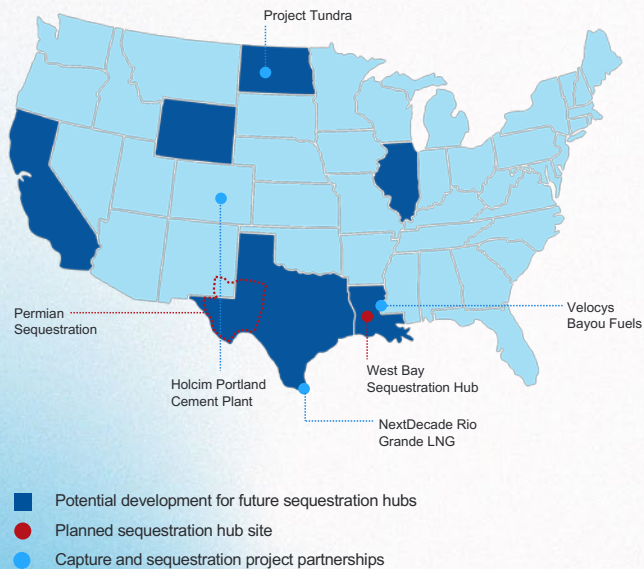 Project Tundra
Permian
Sequestration
Velocys
Bayou Fuels
West Bay
Sequestration Hub
Holcim Portland
Cement Plant
NextDecade Rio
Grande LNG
Potential development for future sequestration hubs
Planned sequestration hub site
Capture and sequestration project partnerships